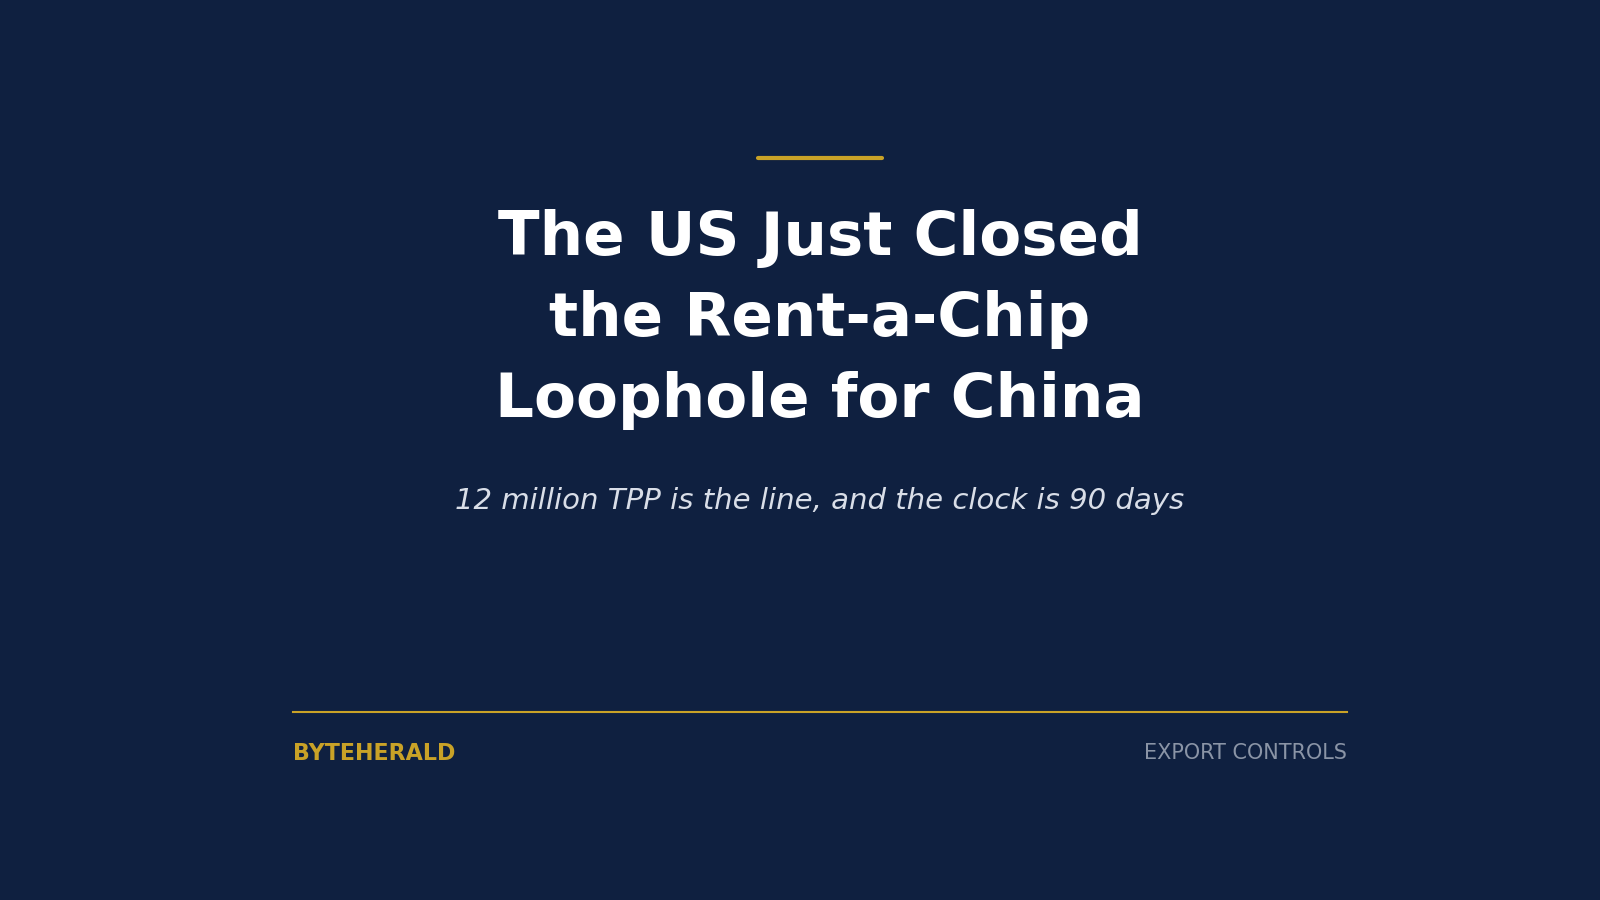 The US Just Closed
the Rent-a-Chip
Loophole for China
12 million TPP is the line, and the clock is 90 days
BYTEHERALD
EXPORT CONTROLS